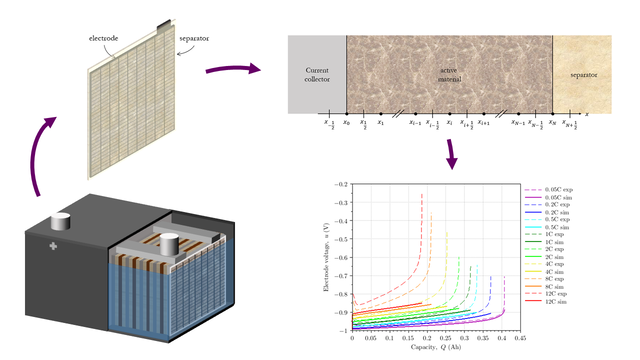 electrode
separator
Current
collector
active
material
separator
x_{-1/2} x_0 x_{1/2} x_1 x_{i-1} x_{i-1/2} x_i x_{i+1/2} x_{i+1} x_{N-1} x_{N-1/2} x_N x_{N+1/2} x
+
Electrode voltage, u (V)
−0.2
−0.3
−0.4
−0.5
−0.6
−0.7
−0.8
−0.9
−1
0 0.05 0.1 0.15 0.2 0.25 0.3 0.35 0.4 0.45
Capacity, Q (Ah)
0.05C exp
0.05C sim
0.2C exp
0.2C sim
0.5C exp
0.5C sim
1C exp
1C sim
2C exp
2C sim
4C exp
4C sim
8C exp
8C sim
12C exp
12C sim